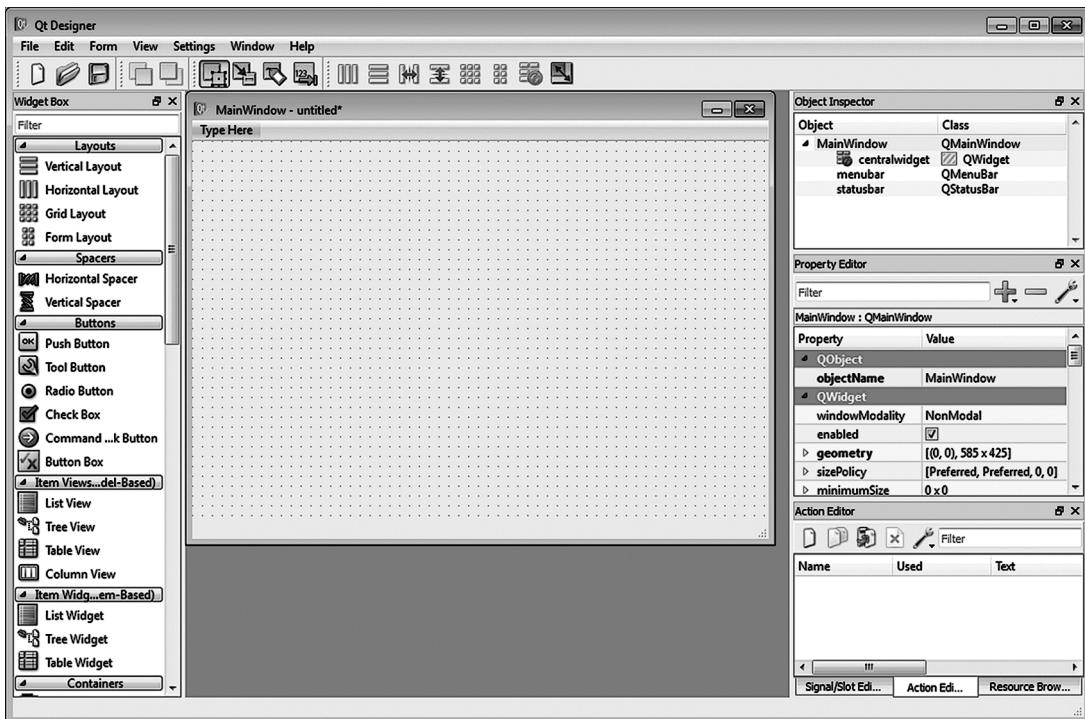 Qt Designer
File Edit Form View Settings Window Help
Widget Box
Filter
Layouts
Vertical Layout
Horizontal Layout
Grid Layout
Form Layout
Spacers
Horizontal Spacer
Vertical Spacer
Buttons
OK Push Button
Tool Button
Radio Button
Check Box
Command ...k Button
Button Box
Item Views...del-Based)
List View
Tree View
Table View
Column View
Item Widg...em-Based)
List Widget
Tree Widget
Table Widget
Containers
123
MainWindow - untitled*
Type Here
Object Inspector
Object Class
MainWindow QMainWindow
centralwidget QWidget
menubar QMenuBar
statusbar QStatusBar
Property Editor
Filter
MainWindow : QMainWindow
Property Value
QObject
objectName MainWindow
QWidget
windowModality NonModal
enabled
geometry [(0, 0), 585 x 425]
sizePolicy [Preferred, Preferred, 0, 0]
minimumSize 0 x 0
Action Editor
Filter
Name Used Text
Signal/Slot Edi... Action Edi... Resource Brow...